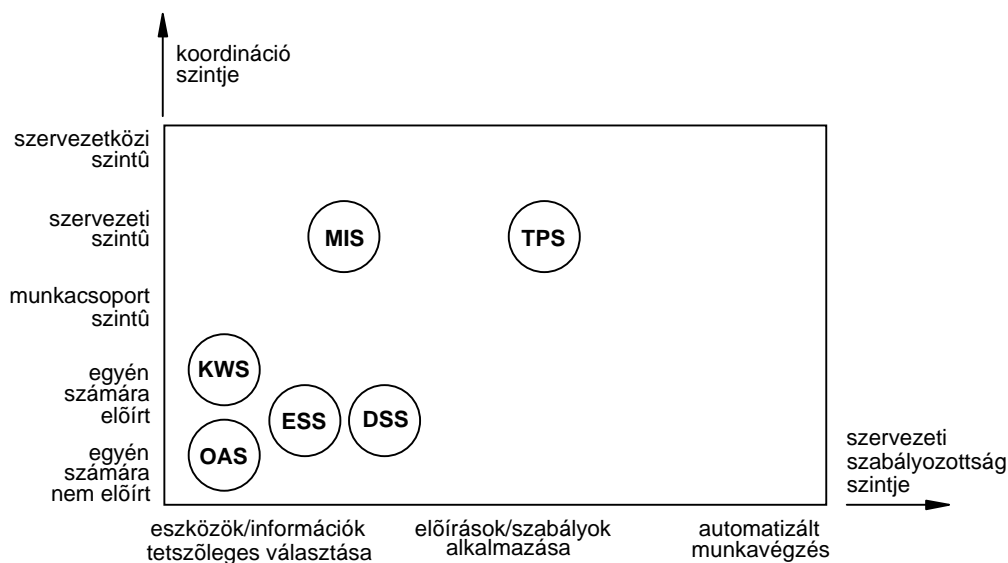 koordináció
szintje
szervezetközi
szintû
szervezeti
szintû
MIS
TPS
munkacsoport
szintû
KWS
egyén
számára
elõírt
ESS
DSS
OAS
egyén
számára
nem elõírt
szervezeti
szabályozottság
szintje
eszközök/információk
tetszõleges választása
elõírások/szabályok
alkalmazása
automatizált
munkavégzés